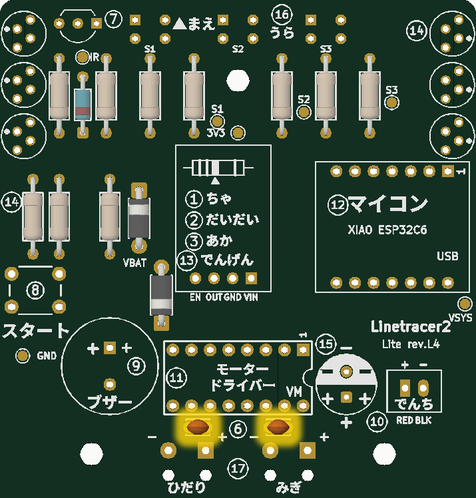 7
▲まえ
16
うら
14
IR
S1
S2
S3
S1
S2
S3
3V3
1 ちゃ
2 だいだい
3 あか
13 でんげん
EN OUT GND VIN
14
VBAT
8
スタート
GND
12 マイコン
XIAO ESP32C6
USB
1
VSYS
Linetracer2
Lite rev.L4
+
9
ブザー
11
モーター
ドライバー
VM
1
15
−
+
+
+ −
でんち
10
RED BLK
− + 6 − +
17
ひだり
みぎ